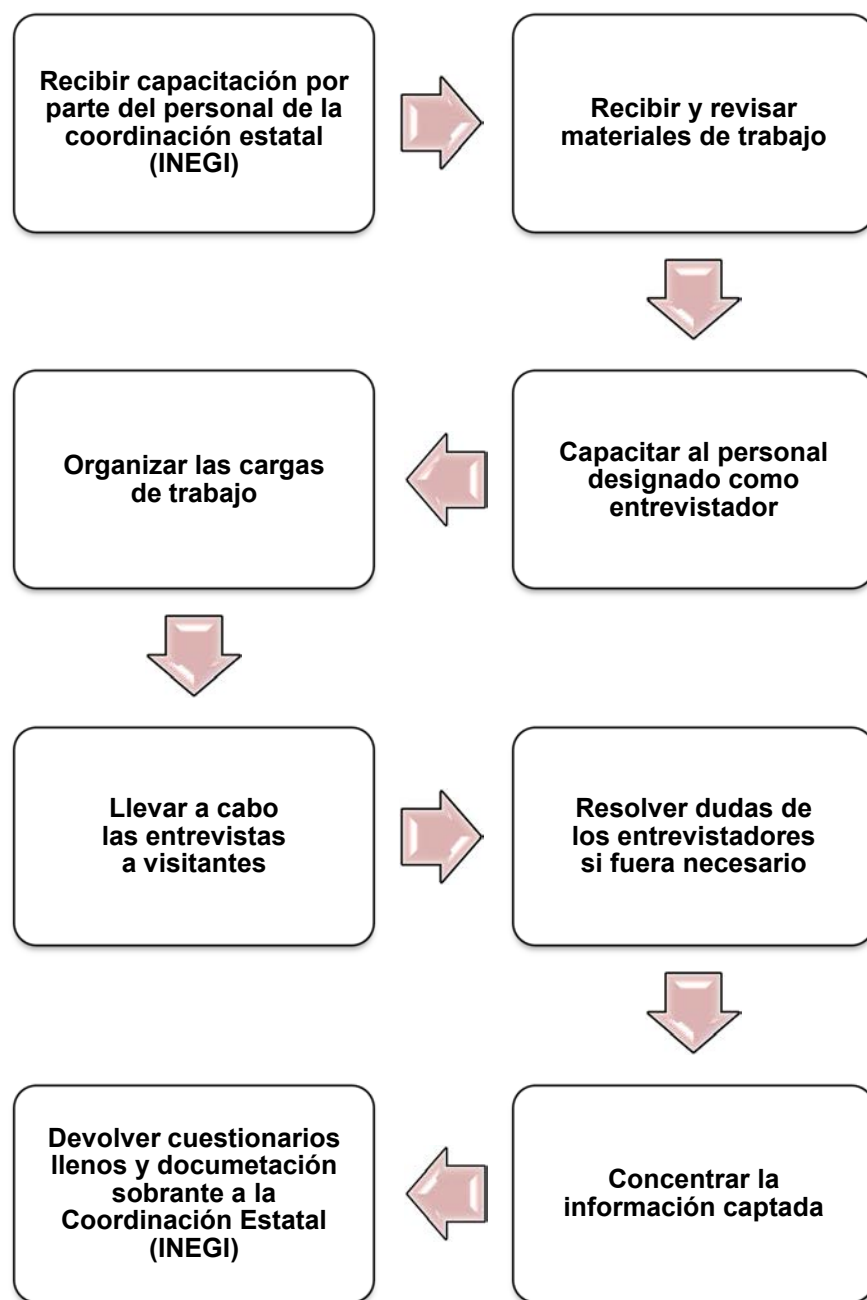 Recibir capacitación por
parte del personal de la
coordinación estatal
(INEGI)
Recibir y revisar
materiales de trabajo
Capacitar al personal
designado como
entrevistador
Organizar las cargas
de trabajo
Llevar a cabo
las entrevistas
a visitantes
Resolver dudas de
los entrevistadores
si fuera necesario
Concentrar la
información captada
Devolver cuestionarios
llenos y documetación
sobrante a la
Coordinación Estatal
(INEGI)